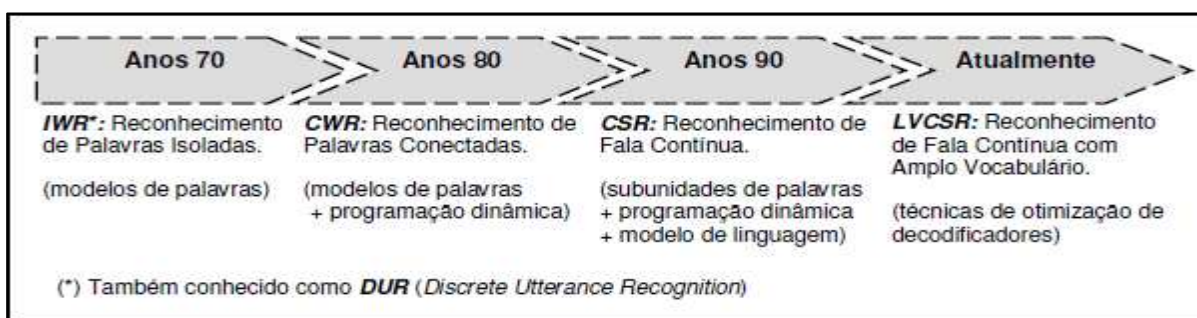 Anos 70
Anos 80
Anos 90
Atualmente
IWR*: Reconhecimento
de Palavras Isoladas.
(modelos de palavras)
CWR: Reconhecimento de
Palavras Conectadas.
(modelos de palavras
+ programação dinâmica)
CSR: Reconhecimento de
Fala Contínua.
(subunidades de palavras
+ programação dinâmica
+ modelo de linguagem)
LVCSR: Reconhecimento
de Fala Contínua com
Amplo Vocabulário.
(técnicas de otimização de
decodificadores)
(*) Também conhecido como DUR (Discrete Utterance Recognition)